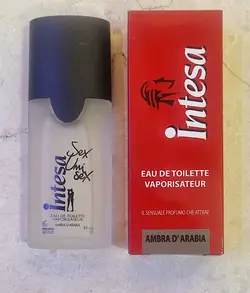 intesa
Sex
Uni
Sex
EAU DE TOILETTE
VAPORISATEUR
AMBRA D'ARABIA
intesa
EAU DE TOILETTE
VAPORISATEUR
IL SENSUALE PROFUMO CHE ATTRAE
AMBRA D'ARABIA